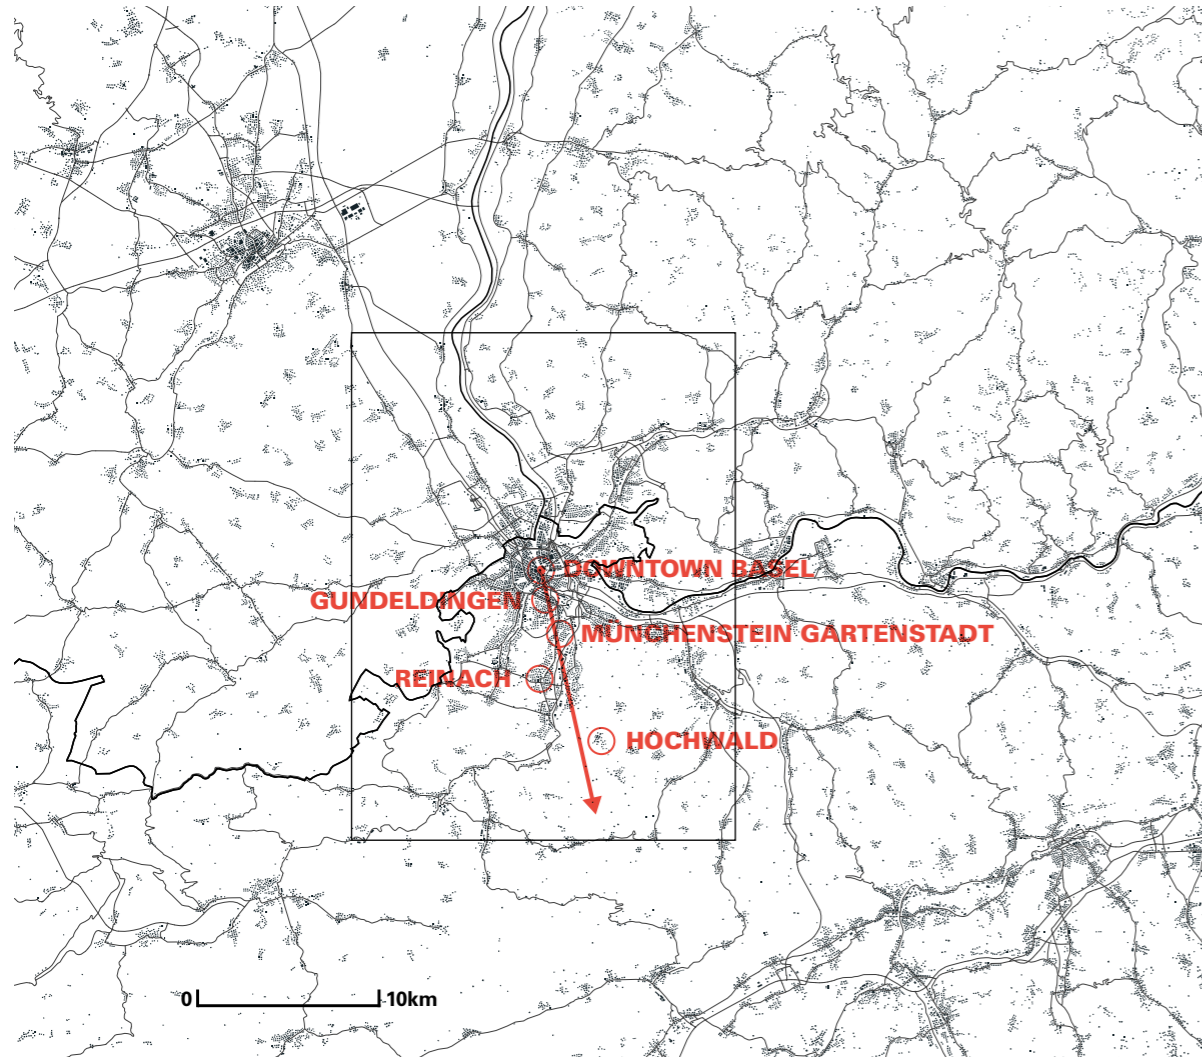 DOWNTOWN BASEL
GUNDELDINGEN
MÜNCHENSTEIN GARTENSTADT
REINACH
HOCHWALD
0 10km